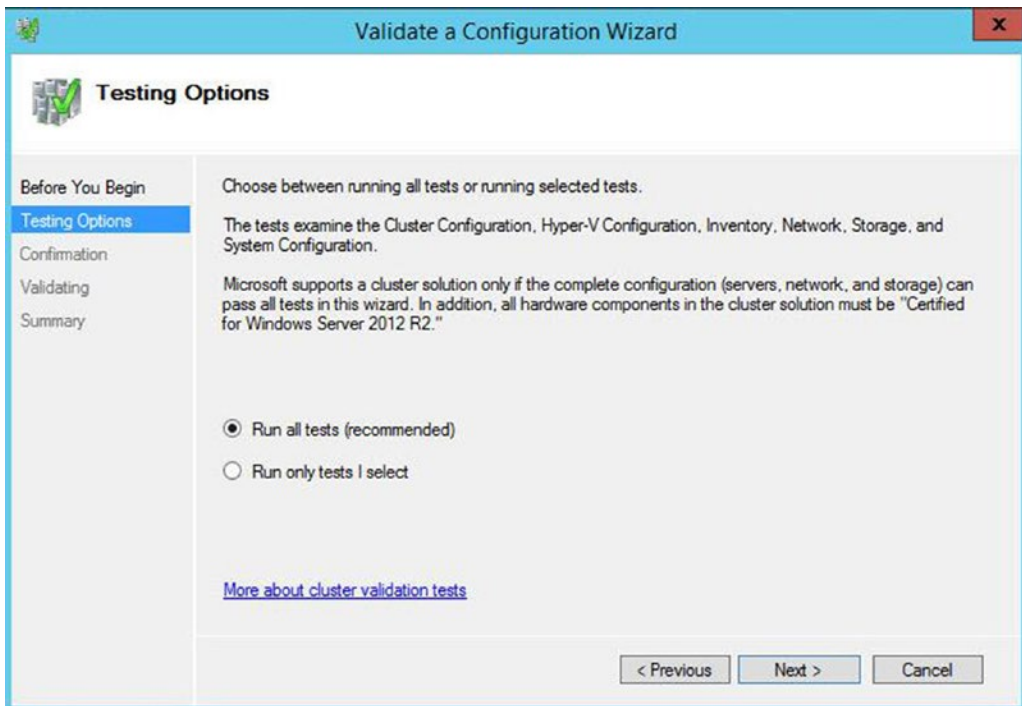 Validate a Configuration Wizard
x
Testing Options
Before You Begin
Testing Options
Confirmation
Validating
Summary
Choose between running all tests or running selected tests.
The tests examine the Cluster Configuration, Hyper-V Configuration, Inventory, Network, Storage, and
System Configuration.
Microsoft supports a cluster solution only if the complete configuration (servers, network, and storage) can
pass all tests in this wizard. In addition, all hardware components in the cluster solution must be "Certified
for Windows Server 2012 R2."
Run all tests (recommended)
Run only tests I select
More about cluster validation tests
< Previous
Next >
Cancel